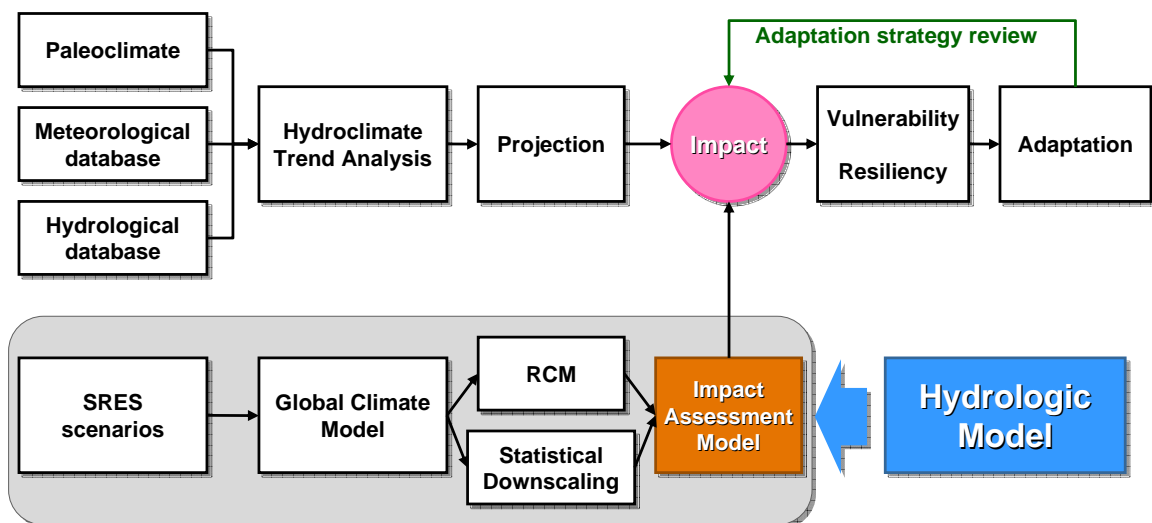 Adaptation strategy review
Paleoclimate
Meteorological
database
Hydrological
database
Hydroclimate
Trend Analysis
Projection
Impact
Vulnerability
Resiliency
Adaptation
SRES
scenarios
Global Climate
Model
RCM
Statistical
Downscaling
Impact
Assessment
Model
Hydrologic
Model